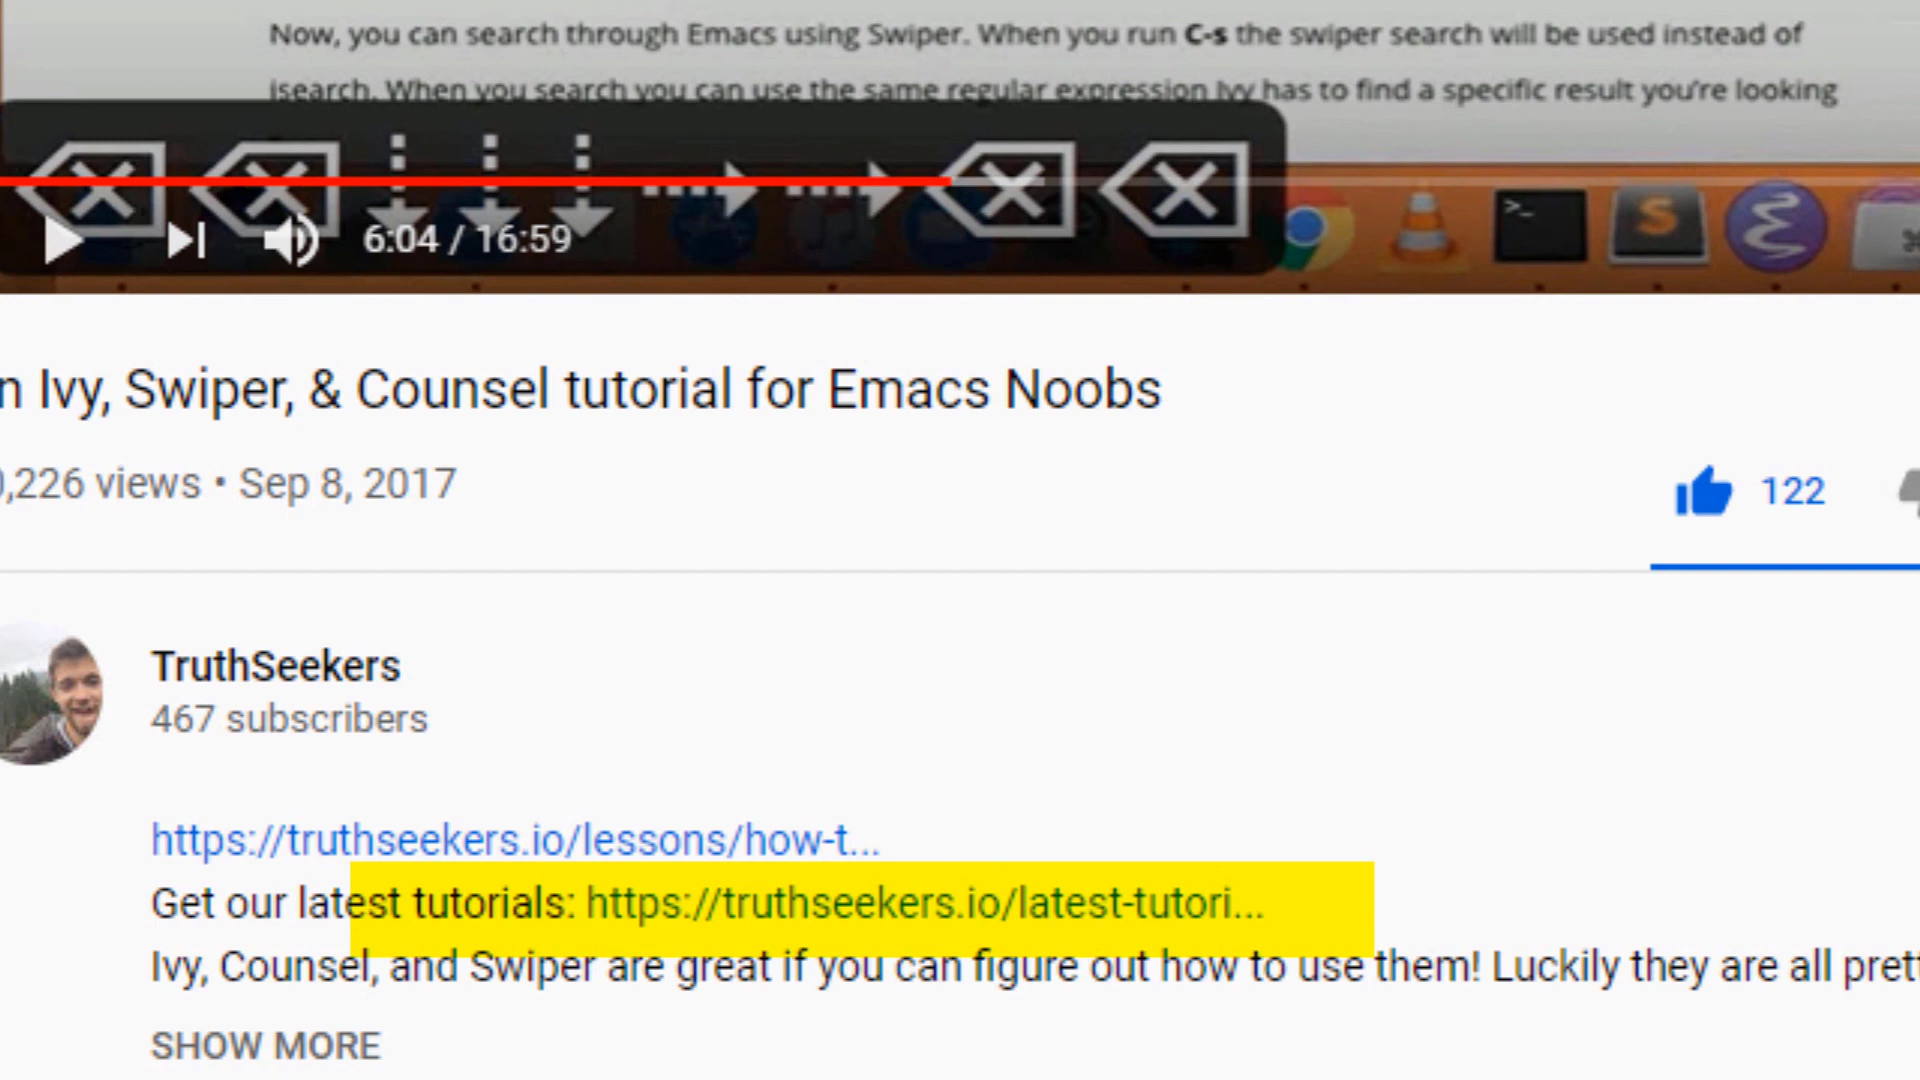 Now, you can search through Emacs using Swiper. When you run C-s the swiper search will be used instead of
isearch. When you search you can use the same regular expression Ivy has to find a specific result you're looking
6:04 / 16:59
>_
S
n Ivy, Swiper, & Counsel tutorial for Emacs Noobs
,226 views • Sep 8, 2017
122
TruthSeekers
467 subscribers
https://truthseekers.io/lessons/how-t...
Get our latest tutorials: https://truthseekers.io/latest-tutori...
Ivy, Counsel, and Swiper are great if you can figure out how to use them! Luckily they are all prett
SHOW MORE